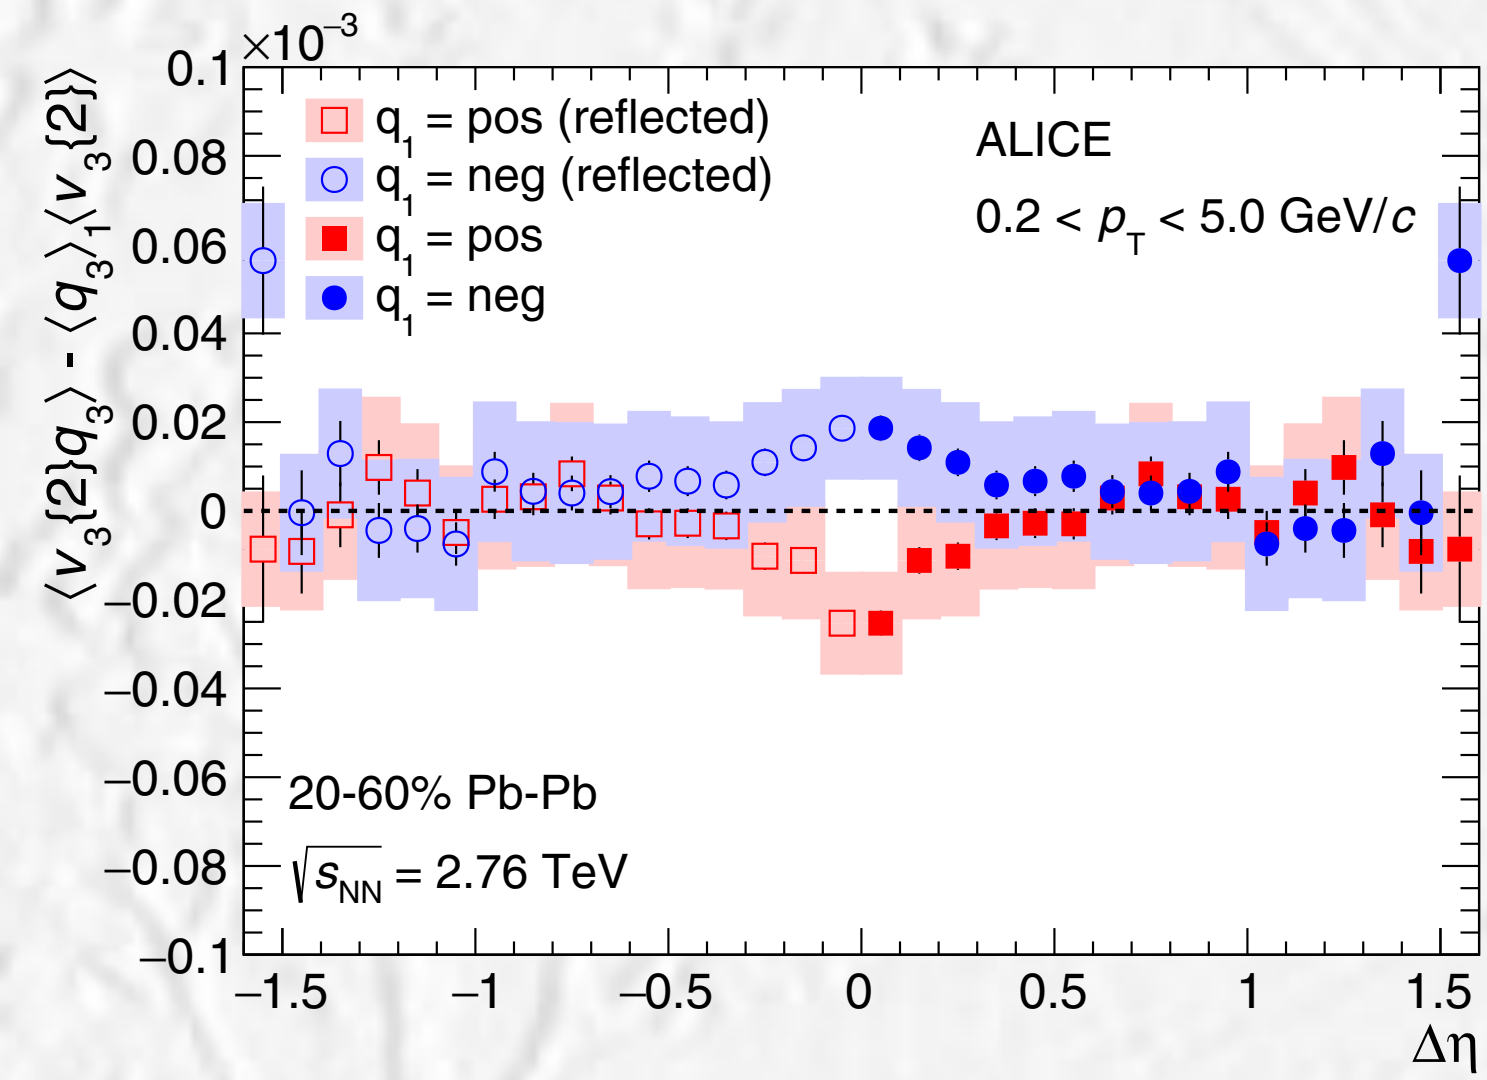 ×10⁻³
⟨v₃{2}q₃⟩ - ⟨q₃⟩₁⟨v₃{2}⟩
0.1
0.08
0.06
0.04
0.02
0
−0.02
−0.04
−0.06
−0.08
−0.1
q₁ = pos (reflected)
q₁ = neg (reflected)
q₁ = pos
q₁ = neg
ALICE
0.2 < p_T < 5.0 GeV/c
20-60% Pb-Pb
√s_NN = 2.76 TeV
−1.5 −1 −0.5 0 0.5 1 1.5
Δη